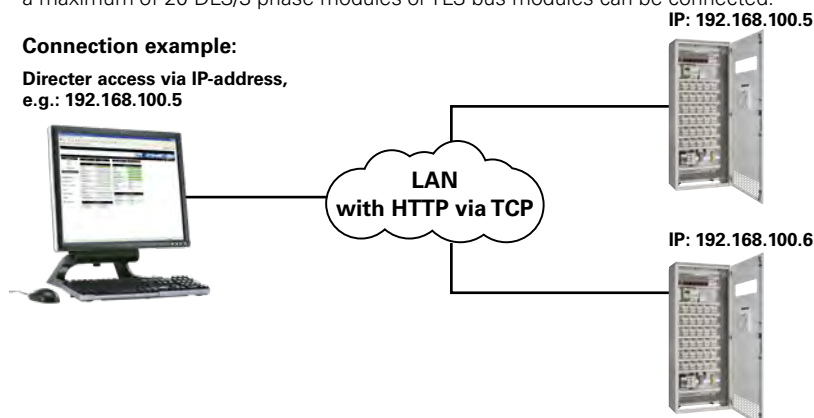 a maximum of 20 DLS/3 phase modules or TLS bus modules can be connected.
IP: 192.168.100.5
Connection example:
Directer access via IP-address,
e.g.: 192.168.100.5
LAN
with HTTP via TCP
IP: 192.168.100.6